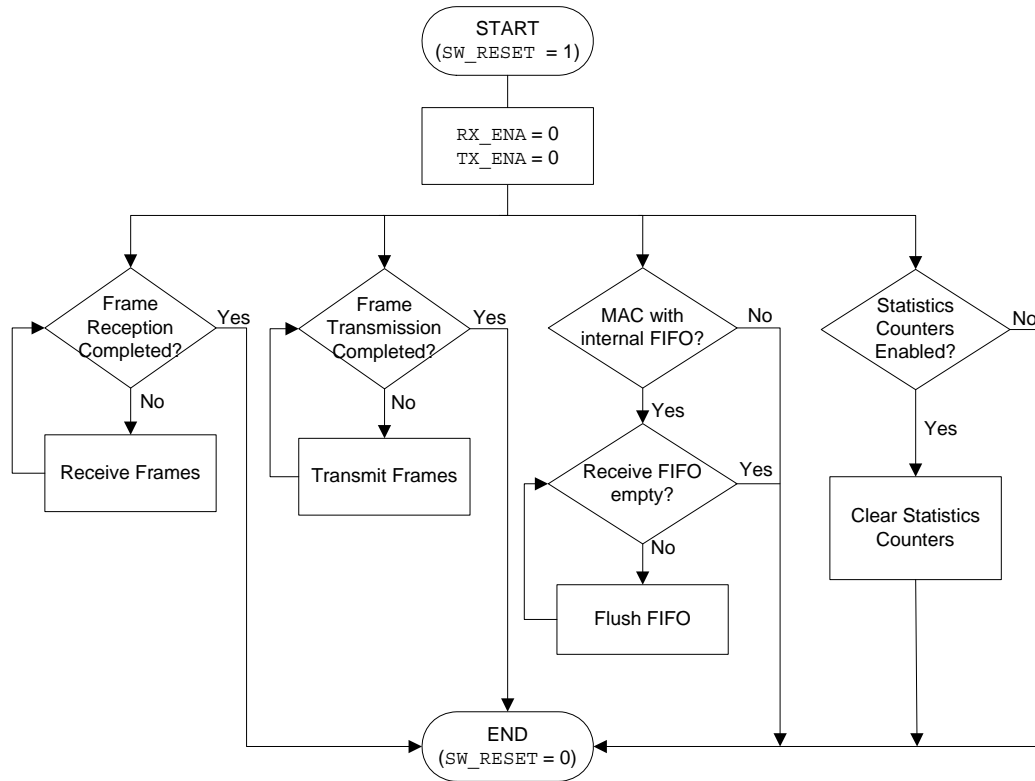 START
(SW_RESET = 1)
RX_ENA = 0
TX_ENA = 0
Frame
Reception
Completed?
Yes
No
Receive Frames
Frame
Transmission
Completed?
Yes
No
Transmit Frames
MAC with
internal FIFO?
No
Yes
Receive FIFO
empty?
Yes
No
Flush FIFO
Statistics
Counters
Enabled?
No
Yes
Clear Statistics
Counters
END
(SW_RESET = 0)